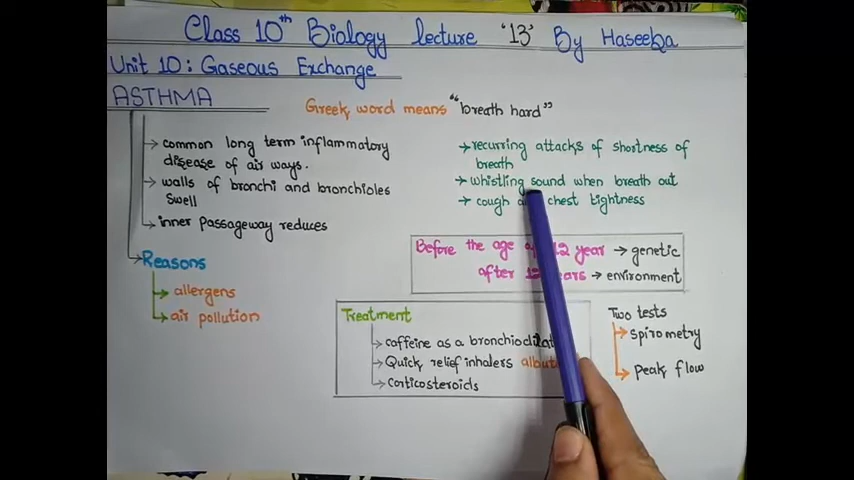 Class 10th Biology lecture '13' By Haseeba
Unit 10: Gaseous Exchange
ASTHMA
Greek word means "breath hard"
common long term inflammatory
disease of air ways.
walls of bronchi and bronchioles
swell
inner passageway reduces
recurring attacks of shortness of
breath
whistling sound when breath out
cough chest tightness
Reasons
allergens
air pollution
Before the age 12 year → genetic
after years → environment
Treatment
caffeine as a
Quick relief inhalers
corticosteroids
Two tests
spirometry
peak flow